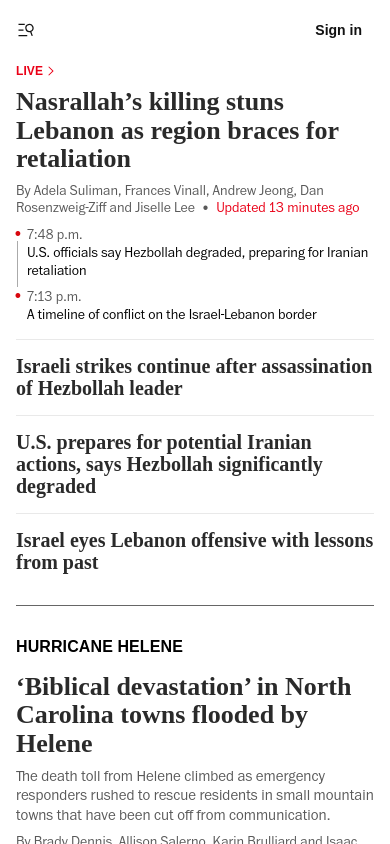 Sign in
LIVE
Nasrallah’s killing stuns
Lebanon as region braces for
retaliation
By Adela Suliman, Frances Vinall, Andrew Jeong, Dan
Rosenzweig-Ziff and Jiselle Lee • Updated 13 minutes ago
7:48 p.m.
U.S. officials say Hezbollah degraded, preparing for Iranian
retaliation
7:13 p.m.
A timeline of conflict on the Israel-Lebanon border
Israeli strikes continue after assassination
of Hezbollah leader
U.S. prepares for potential Iranian
actions, says Hezbollah significantly
degraded
Israel eyes Lebanon offensive with lessons
from past
HURRICANE HELENE
‘Biblical devastation’ in North
Carolina towns flooded by
Helene
The death toll from Helene climbed as emergency
responders rushed to rescue residents in small mountain
towns that have been cut off from communication.
By Brady Dennis, Allison Salerno, Karin Brulliard and Isaac